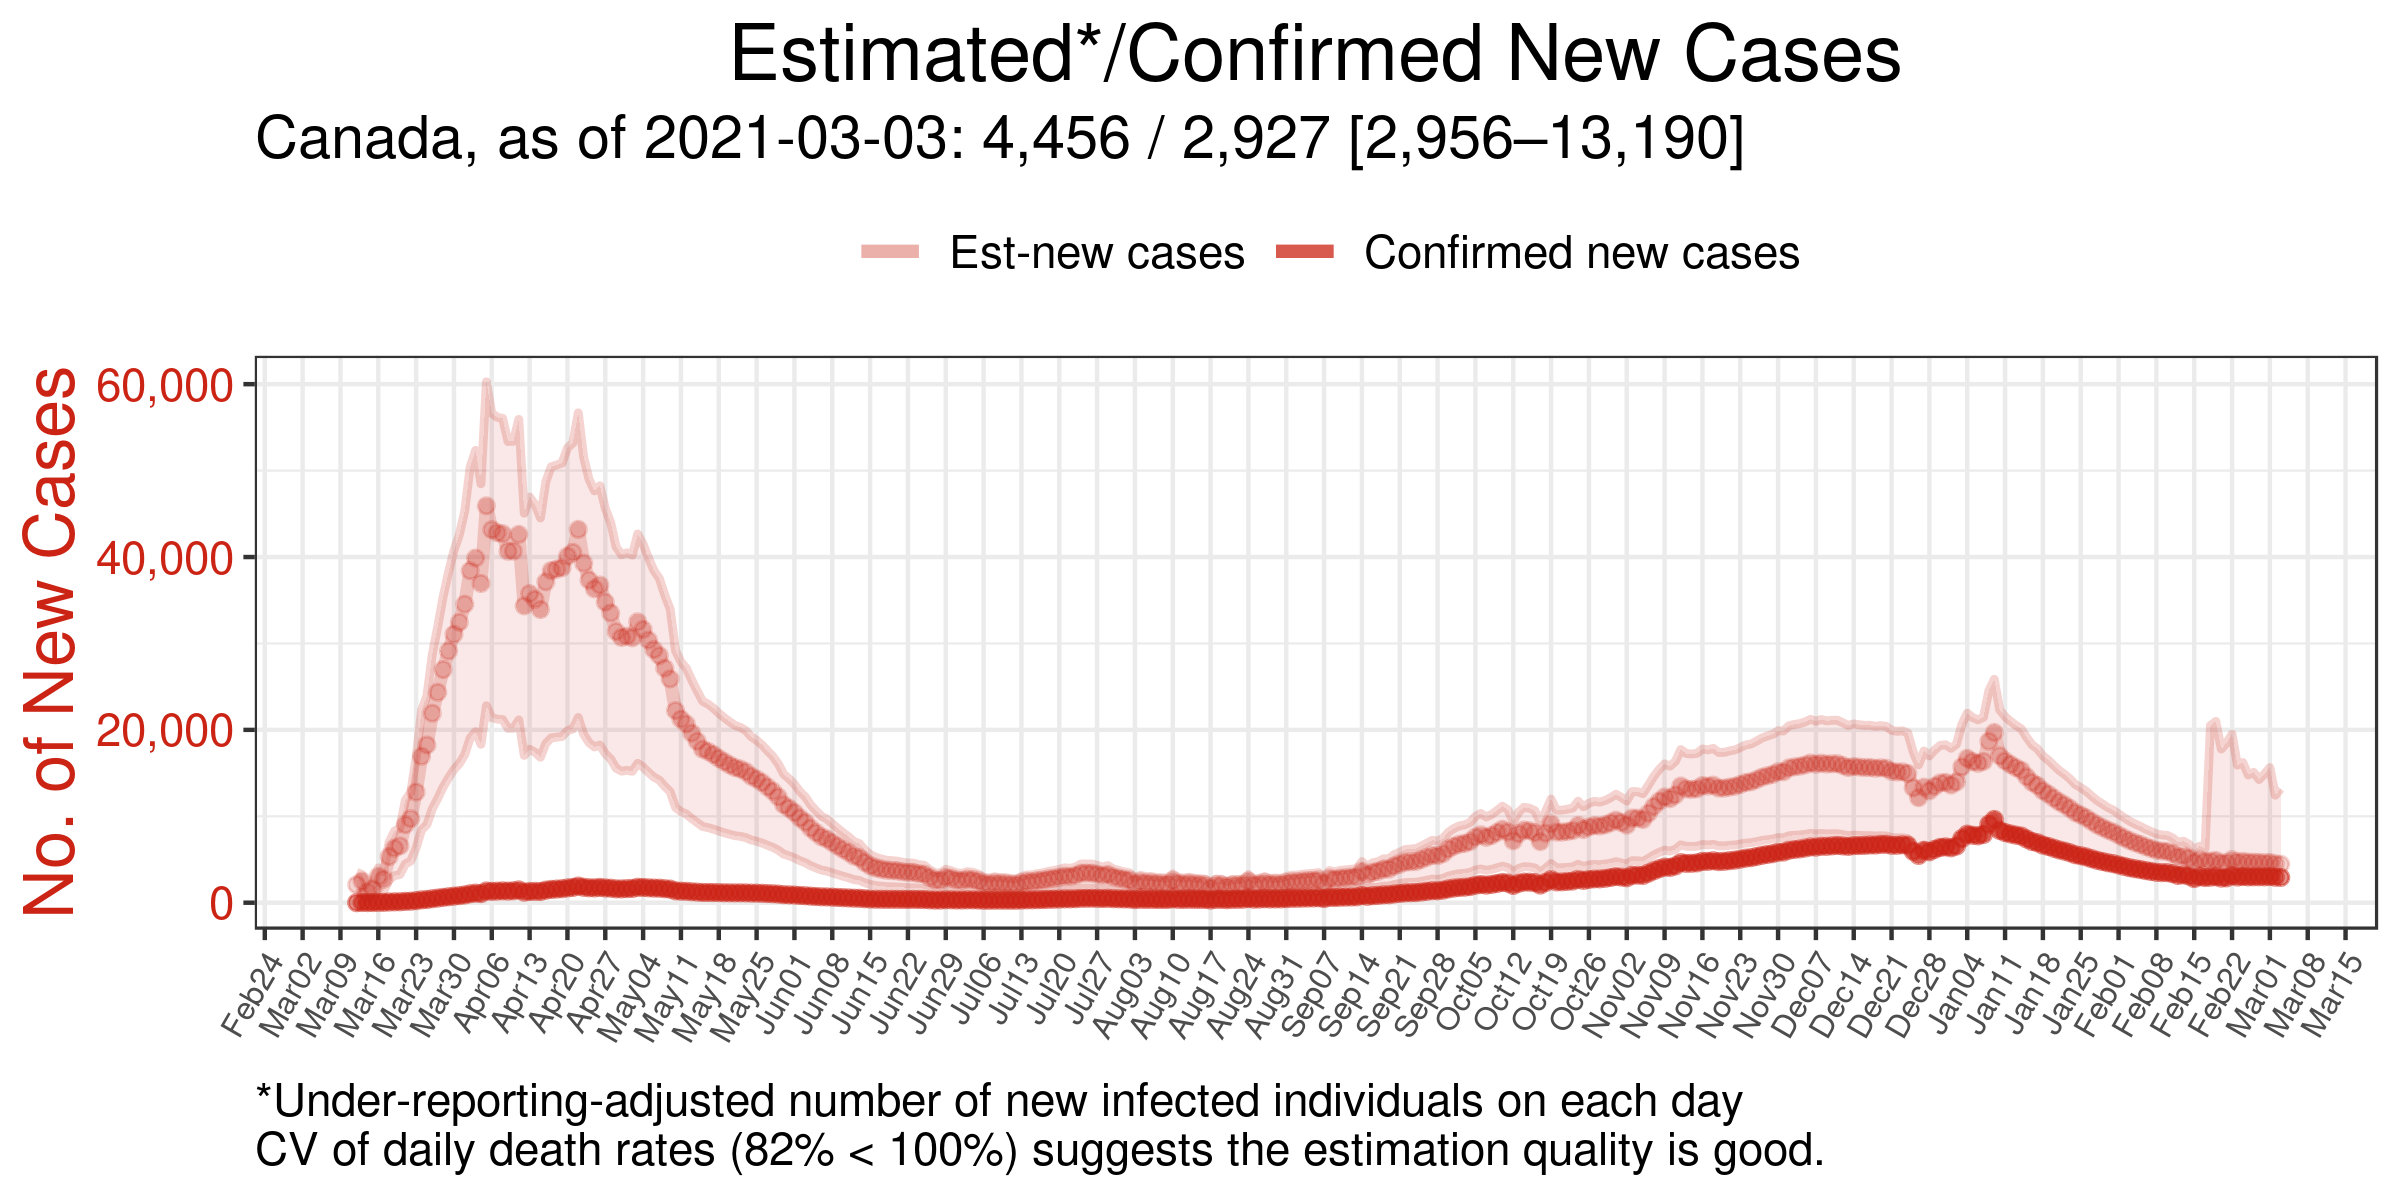 Estimated*/Confirmed New Cases
Canada, as of 2021-03-03: 4,456 / 2,927 [2,956–13,190]
Est-new cases Confirmed new cases
No. of New Cases
60,000
40,000
20,000
0
Feb24 Mar02 Mar09 Mar16 Mar23 Mar30 Apr06 Apr13 Apr20 Apr27 May04 May11 May18 May25 Jun01 Jun08 Jun15 Jun22 Jun29 Jul06 Jul13 Jul20 Jul27 Aug03 Aug10 Aug17 Aug24 Aug31 Sep07 Sep14 Sep21 Sep28 Oct05 Oct12 Oct19 Oct26 Nov02 Nov09 Nov16 Nov23 Nov30 Dec07 Dec14 Dec21 Dec28 Jan04 Jan11 Jan18 Jan25 Feb01 Feb08 Feb15 Feb22 Mar01 Mar08 Mar15
*Under-reporting-adjusted number of new infected individuals on each day
CV of daily death rates (82% < 100%) suggests the estimation quality is good.